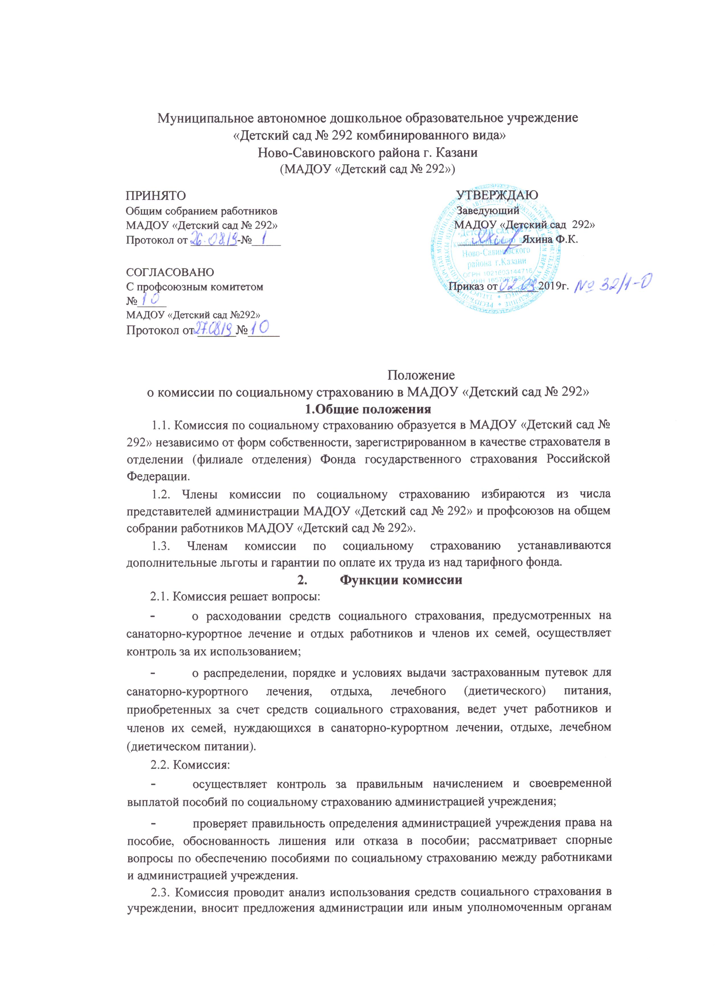 Муниципальное автономное дошкольное образовательное учреждение
«Детский сад № 292 комбинированного вида»
Ново-Савиновского района г. Казани
(МАДОУ «Детский сад № 292»)
ПРИНЯТО
Общим собранием работников
МАДОУ «Детский сад № 292»
Протокол от 26.08.19-№ 1
СОГЛАСОВАНО
С профсоюзным комитетом
№ 10
МАДОУ «Детский сад №292»
Протокол от 27.08.19 № 10
УТВЕРЖДАЮ
Заведующий
МАДОУ «Детский сад 292»
Яхина Ф.К.
Приказ от 02.09 2019г. № 32/1-О
«Детский сад №292
комбинированного вида»
Ново-Савиновского
района г.Казани
ОГРН 1021603144716
ИНН 1657027586
Положение
о комиссии по социальному страхованию в МАДОУ «Детский сад № 292»
1.Общие положения
1.1. Комиссия по социальному страхованию образуется в МАДОУ «Детский сад №
292» независимо от форм собственности, зарегистрированном в качестве страхователя в
отделении (филиале отделения) Фонда государственного страхования Российской
Федерации.
1.2. Члены комиссии по социальному страхованию избираются из числа
представителей администрации МАДОУ «Детский сад № 292» и профсоюзов на общем
собрании работников МАДОУ «Детский сад № 292».
1.3. Членам комиссии по социальному страхованию устанавливаются
дополнительные льготы и гарантии по оплате их труда из над тарифного фонда.
2. Функции комиссии
2.1. Комиссия решает вопросы:
- о расходовании средств социального страхования, предусмотренных на
санаторно-курортное лечение и отдых работников и членов их семей, осуществляет
контроль за их использованием;
- о распределении, порядке и условиях выдачи застрахованным путевок для
санаторно-курортного лечения, отдыха, лечебного (диетического) питания,
приобретенных за счет средств социального страхования, ведет учет работников и
членов их семей, нуждающихся в санаторно-курортном лечении, отдыхе, лечебном
(диетическом питании).
2.2. Комиссия:
- осуществляет контроль за правильным начислением и своевременной
выплатой пособий по социальному страхованию администрацией учреждения;
- проверяет правильность определения администрацией учреждения права на
пособие, обоснованность лишения или отказа в пособии; рассматривает спорные
вопросы по обеспечению пособиями по социальному страхованию между работниками
и администрацией учреждения.
2.3. Комиссия проводит анализ использования средств социального страхования в
учреждении, вносит предложения администрации или иным уполномоченным органам